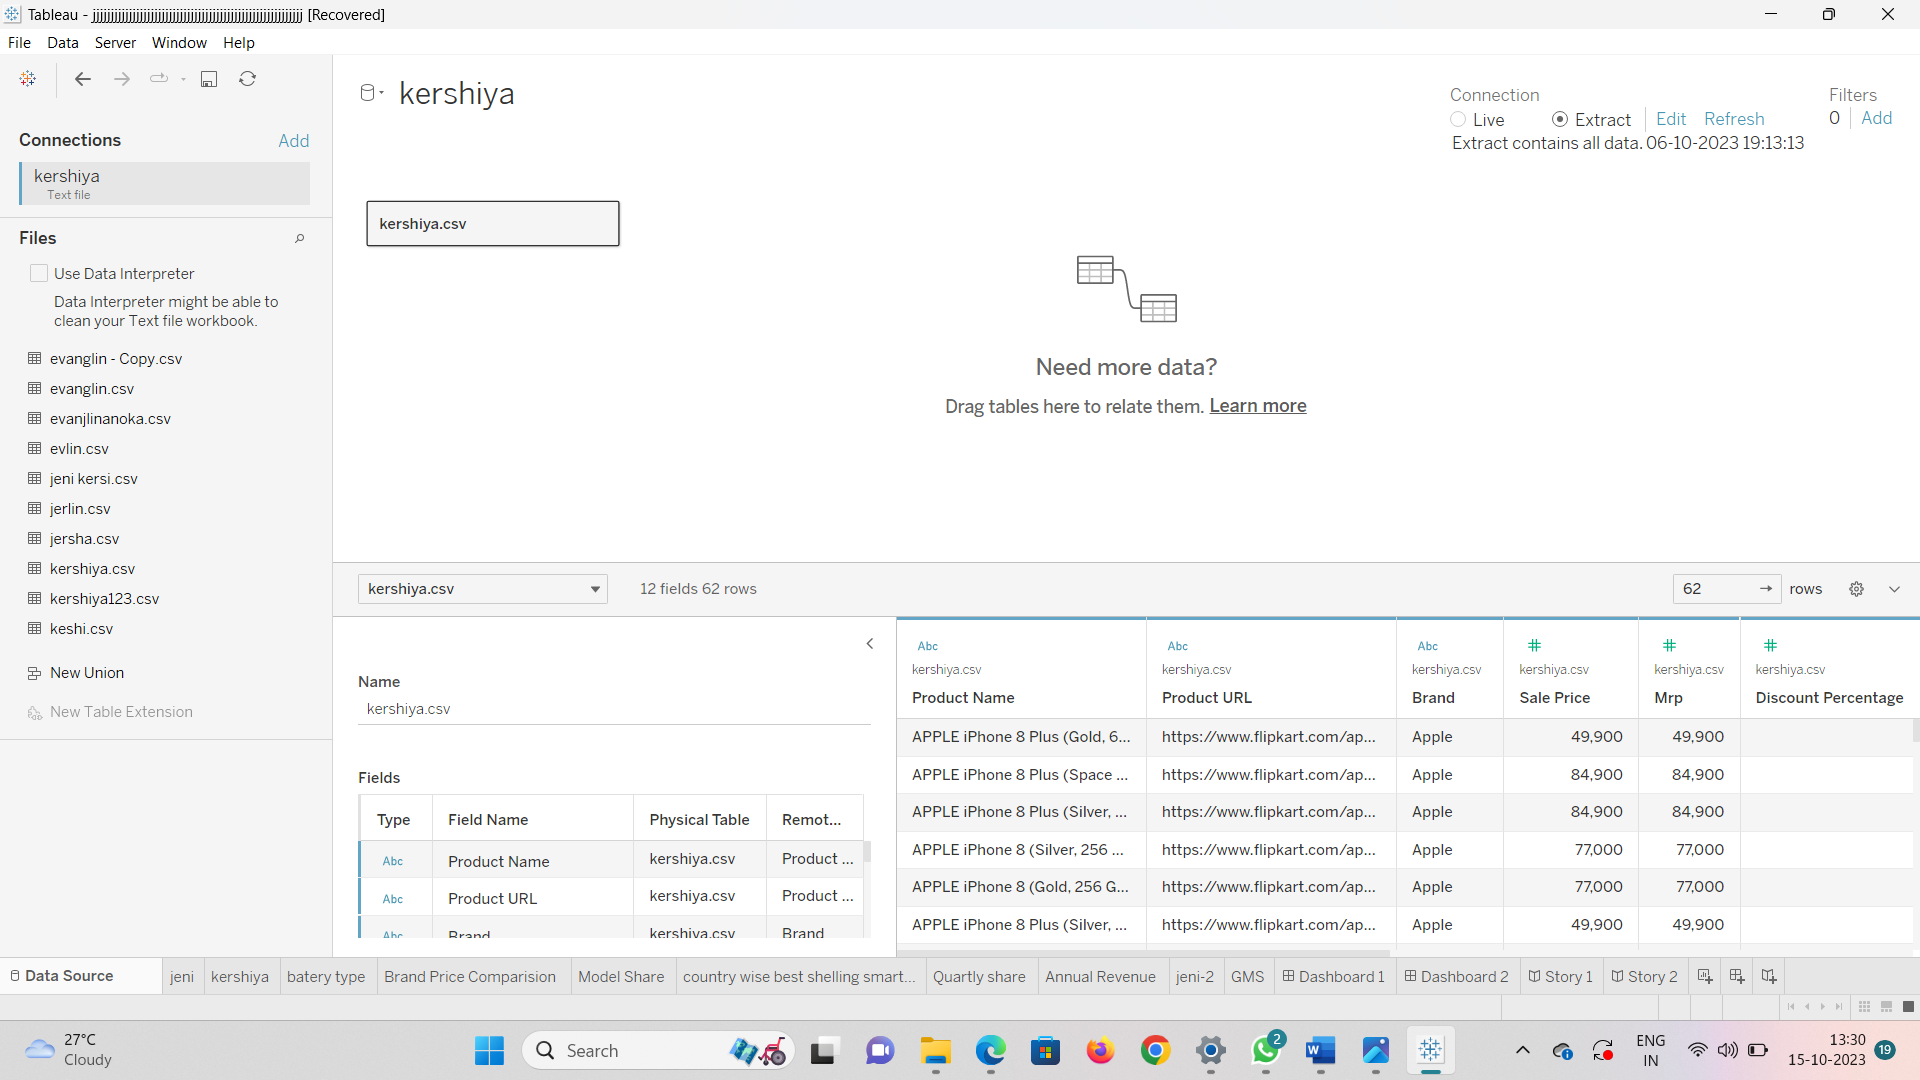 Tableau - jjjjjjjjjjjjjjjjjjjjjjjjjjjjjjjjjjjjjjjjjjjjjjjjjjjjj [Recovered]
File Data Server Window Help
kershiya
Connection
Filters
Live Extract Edit Refresh
0 Add
Extract contains all data. 06-10-2023 19:13:13
Connections Add
kershiya
Text file
Files
Use Data Interpreter
Data Interpreter might be able to
clean your Text file workbook.
evanglin - Copy.csv
evanglin.csv
evanjlinanoka.csv
evlin.csv
jeni kersi.csv
jerlin.csv
jersha.csv
kershiya.csv
kershiya123.csv
keshi.csv
New Union
New Table Extension
kershiya.csv
Need more data?
Drag tables here to relate them. Learn more
kershiya.csv 12 fields 62 rows 62 → rows
Name
kershiya.csv
Fields
Type Field Name Physical Table Remot...
Abc Product Name kershiya.csv Product ...
Abc Product URL kershiya.csv Product ...
Abc Brand kershiya.csv Brand
Abc Abc Abc # # #
kershiya.csv kershiya.csv kershiya.csv kershiya.csv kershiya.csv kershiya.csv
Product Name Product URL Brand Sale Price Mrp Discount Percentage
APPLE iPhone 8 Plus (Gold, 6... https://www.flipkart.com/ap... Apple 49,900 49,900
APPLE iPhone 8 Plus (Space ... https://www.flipkart.com/ap... Apple 84,900 84,900
APPLE iPhone 8 Plus (Silver, ... https://www.flipkart.com/ap... Apple 84,900 84,900
APPLE iPhone 8 (Silver, 256 ... https://www.flipkart.com/ap... Apple 77,000 77,000
APPLE iPhone 8 (Gold, 256 G... https://www.flipkart.com/ap... Apple 77,000 77,000
APPLE iPhone 8 Plus (Silver, ... https://www.flipkart.com/ap... Apple 49,900 49,900
Data Source jeni kershiya batery type Brand Price Comparision Model Share country wise best shelling smart... Quartly share Annual Revenue jeni-2 GMS Dashboard 1 Dashboard 2 Story 1 Story 2
27°C
Cloudy
Search
2
ENG
IN
13:30
15-10-2023
19